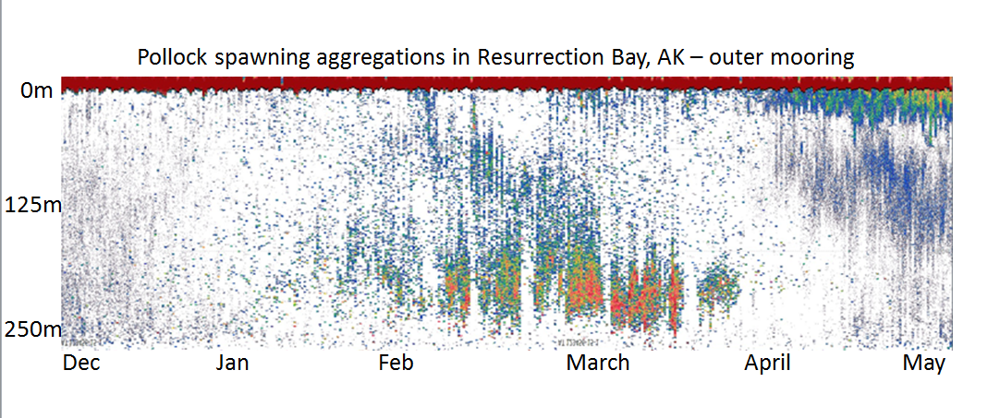 Pollock spawning aggregations in Resurrection Bay, AK – outer mooring
0m
125m
250m
Dec Jan Feb March April May